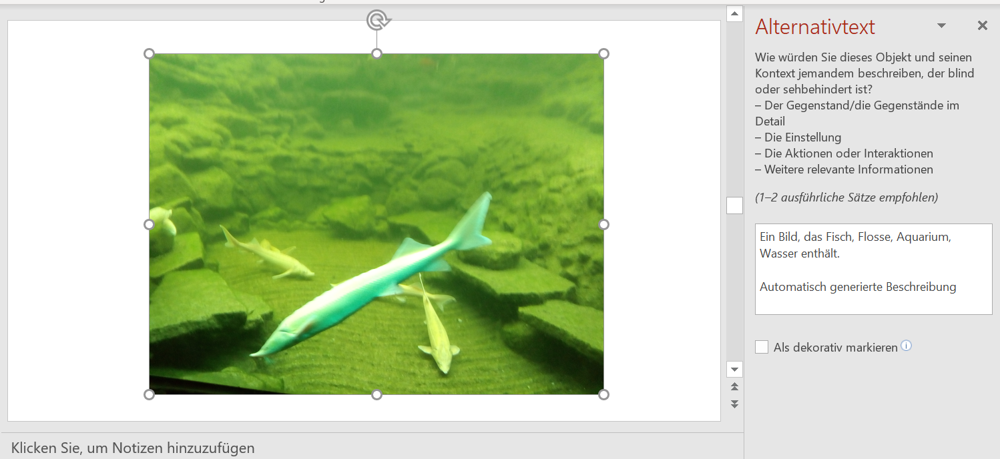 Alternativtext
Wie würden Sie dieses Objekt und seinen
Kontext jemandem beschreiben, der blind
oder sehbehindert ist?
– Der Gegenstand/die Gegenstände im
Detail
– Die Einstellung
– Die Aktionen oder Interaktionen
– Weitere relevante Informationen
(1–2 ausführliche Sätze empfohlen)
Ein Bild, das Fisch, Flosse, Aquarium,
Wasser enthält.
Automatisch generierte Beschreibung
Als dekorativ markieren
Klicken Sie, um Notizen hinzuzufügen